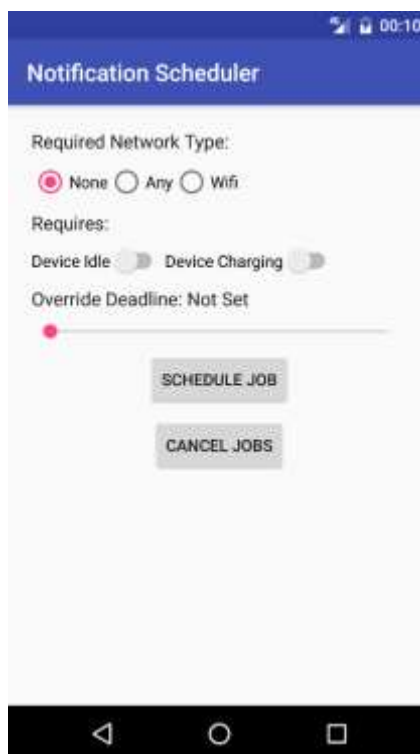 00:10
Notification Scheduler
Required Network Type:
None Any Wifi
Requires:
Device Idle Device Charging
Override Deadline: Not Set
SCHEDULE JOB
CANCEL JOBS